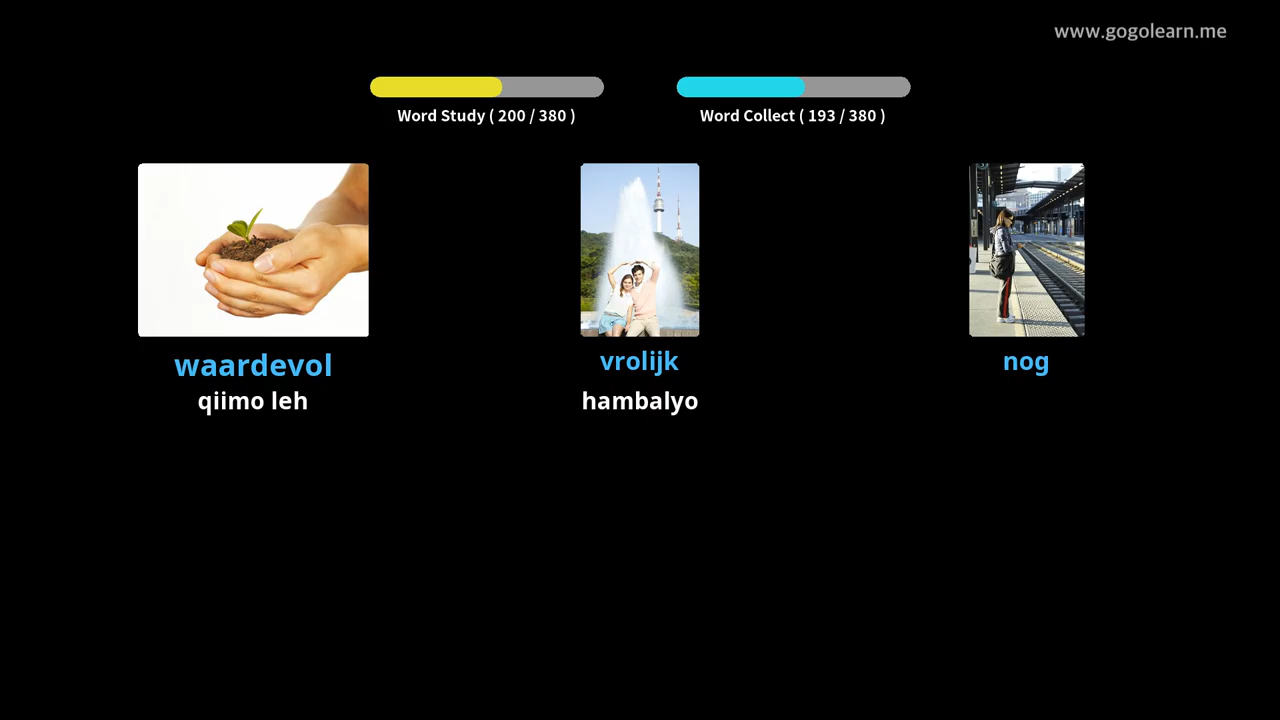 www.gogolearn.me
Word Study ( 200 / 380 )
Word Collect ( 193 / 380 )
waardevol
vrolijk
nog
qiimo leh
hambalyo